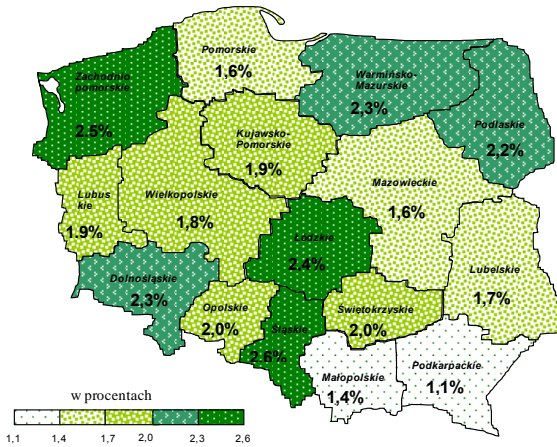 Pomorskie
1,6%
Zachodnio
pomorskie
2.5%
Warmińsko-
Mazurskie
2,3%
Podlaskie
2,2%
Kujawsko-
Pomorskie
1,9%
Mazowieckie
1,6%
Lubus
kie
1.9%
Wielkopolskie
1,8%
Łódzkie
2.4%
Lubelskie
1,7%
Dolnośląskie
2,3%
Opolskie
2,0%
Śląskie
2.6%
Świętokrzyskie
2,0%
Małopolskie
1,4%
Podkarpackie
1,1%
w procentach
1,1 1,4 1,7 2,0 2,3 2,6